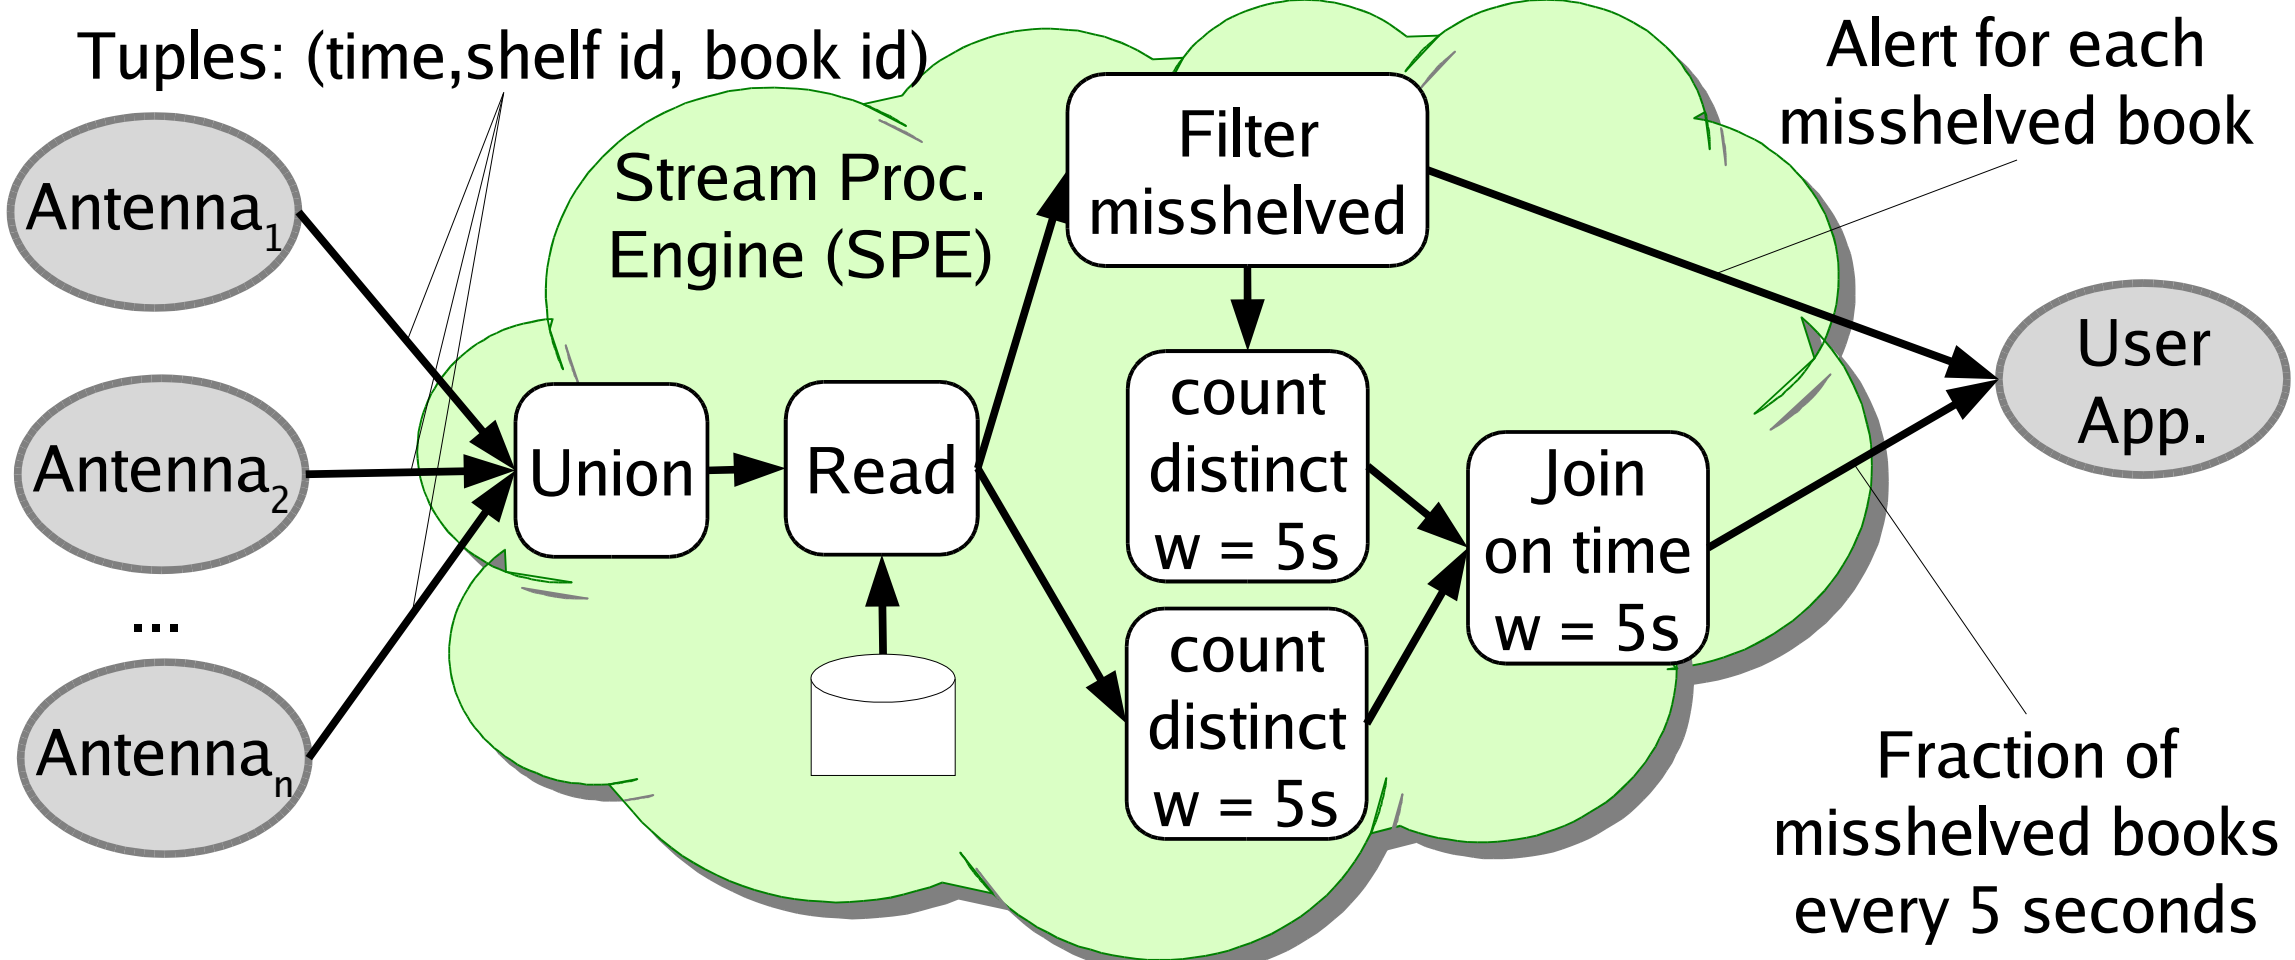 Tuples: (time,shelf id, book id)
Alert for each
misshelved book
Antenna1
Stream Proc.
Engine (SPE)
Filter
misshelved
Antenna2
Union
Read
count
distinct
w = 5s
User
App.
Join
on time
w = 5s
...
Antennan
count
distinct
w = 5s
Fraction of
misshelved books
every 5 seconds